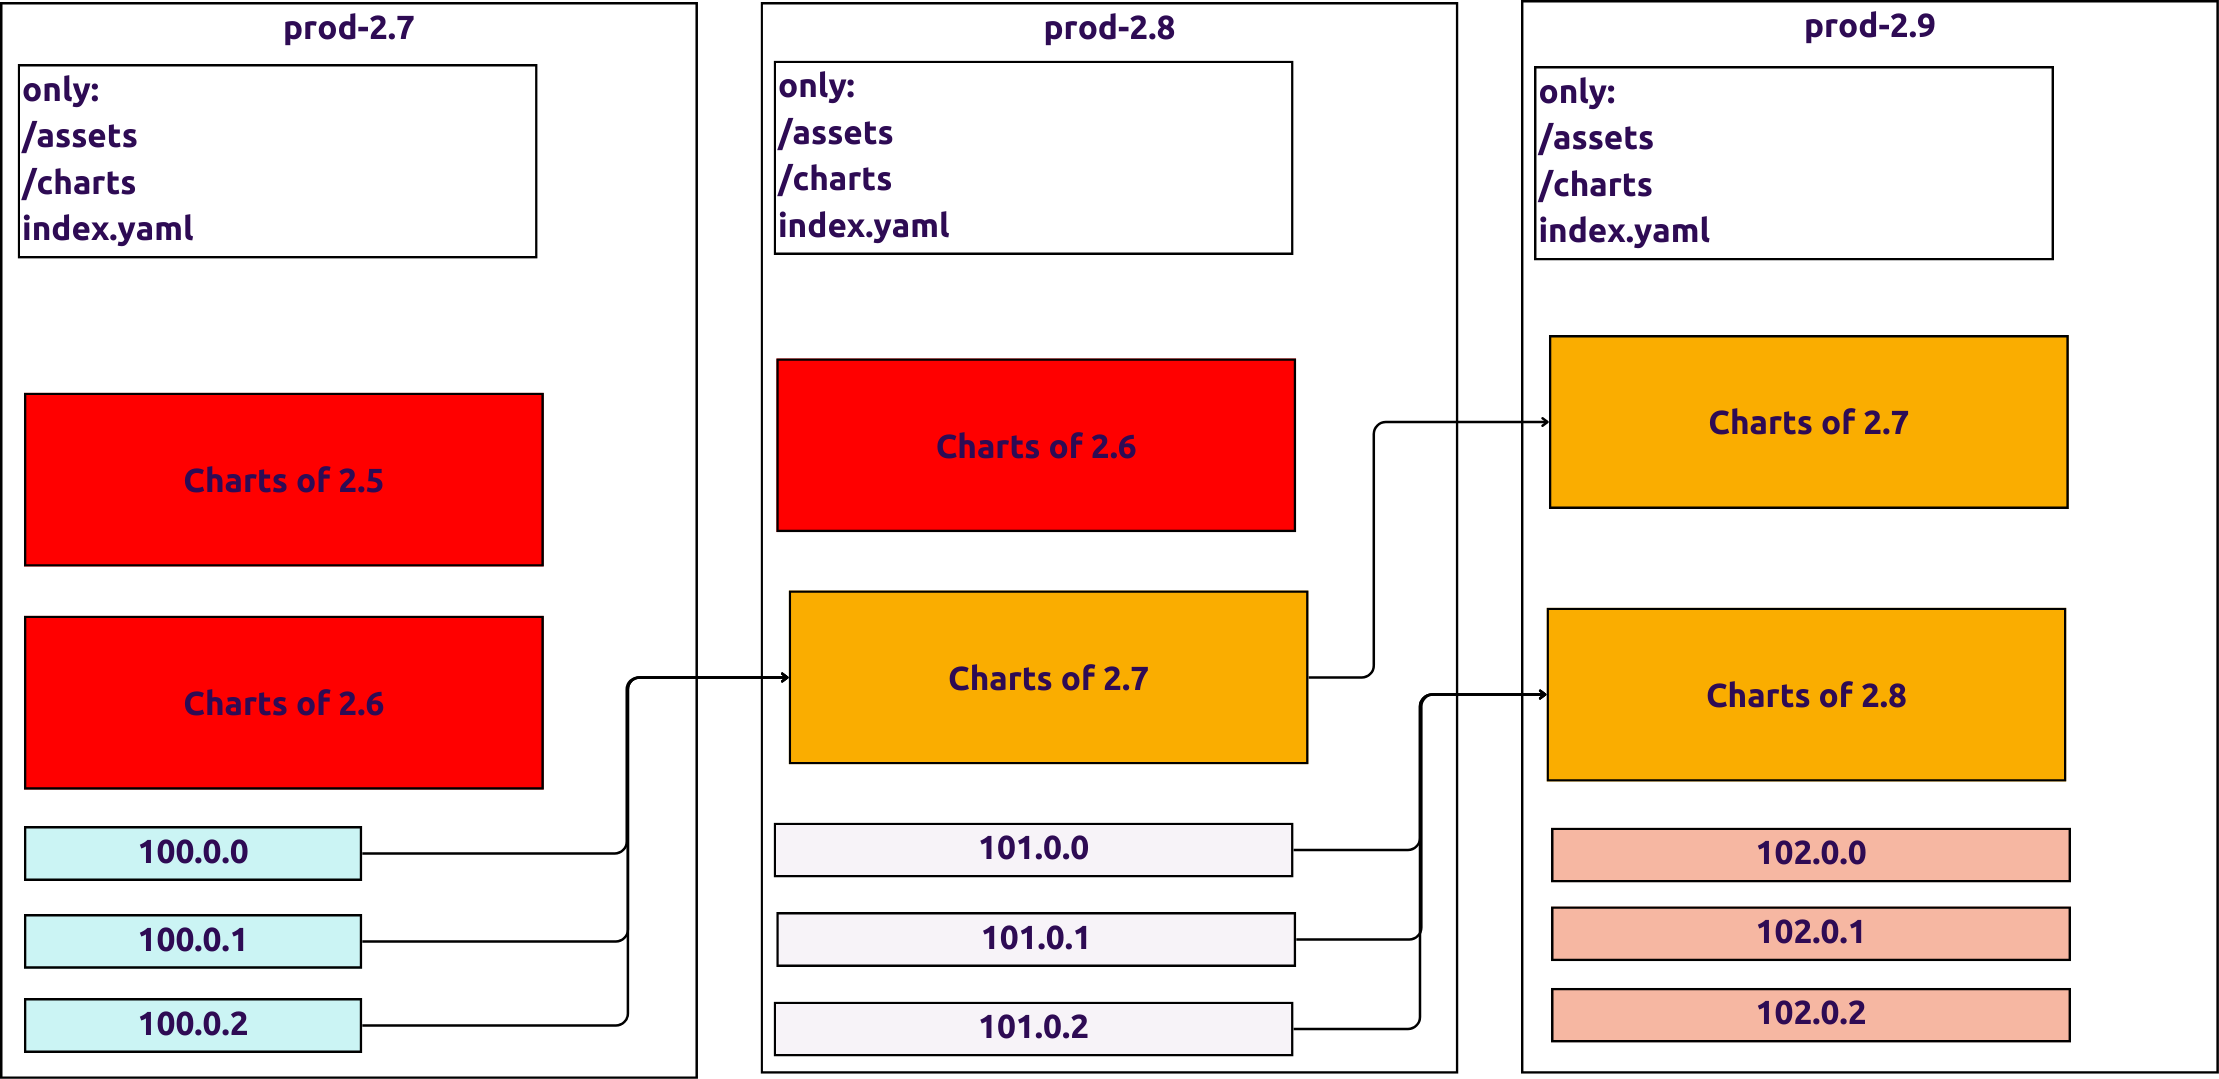 prod-2.7
only:
/assets
/charts
index.yaml
Charts of 2.5
Charts of 2.6
100.0.0
100.0.1
100.0.2
prod-2.8
only:
/assets
/charts
index.yaml
Charts of 2.6
Charts of 2.7
101.0.0
101.0.1
101.0.2
prod-2.9
only:
/assets
/charts
index.yaml
Charts of 2.7
Charts of 2.8
102.0.0
102.0.1
102.0.2